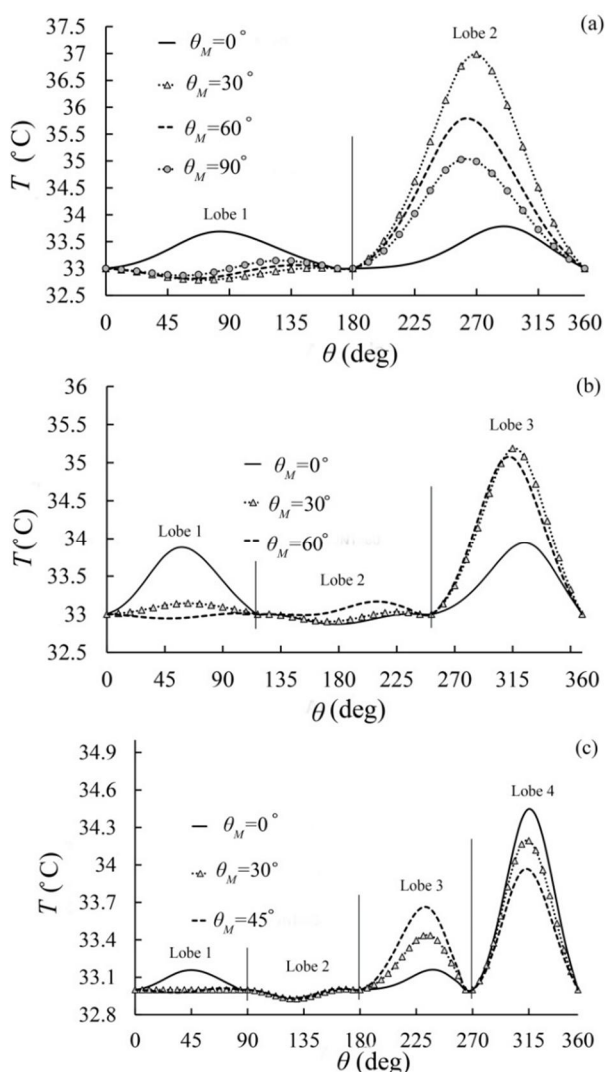 (a)
37.5
37
36.5
36
35.5
35
34.5
34
33.5
33
32.5
T (°C)
θM=0°
θM=30°
θM=60°
θM=90°
Lobe 1
Lobe 2
0 45 90 135 180 225 270 315 360
θ (deg)
(b)
36
35.5
35
34.5
34
33.5
33
32.5
T(°C)
θM=0°
θM=30°
θM=60°
Lobe 1
Lobe 2
Lobe 3
0 45 90 135 180 225 270 315 360
θ (deg)
(c)
34.9
34.6
34.3
34
33.7
33.4
33.1
32.8
T (°C)
θM=0°
θM=30°
θM=45°
Lobe 1
Lobe 2
Lobe 3
Lobe 4
0 45 90 135 180 225 270 315 360
θ (deg)